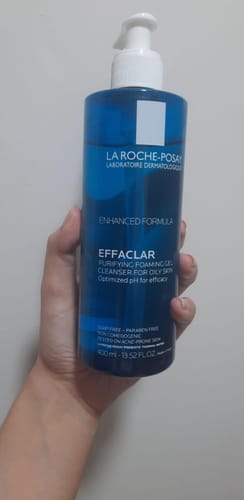 LA ROCHE-POSAY
LABORATOIRE DERMATOLOGIQUE
ENHANCED FORMULA
EFFACLAR
PURIFYING FOAMING GEL
CLEANSER FOR OILY SKIN
Optimized pH for efficacy
SOAP-FREE - PARABEN-FREE
NON COMEDOGENIC
TESTED ON ACNE-PRONE SKIN
400 ml - 13.52 FL.OZ.